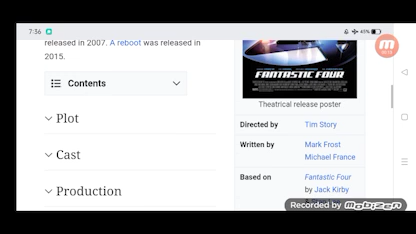 7:36
45%
released in 2007. A reboot was released in
2015.
Contents
Plot
Cast
Production
FANTASTIC FOUR
Theatrical release poster
Directed by Tim Story
Written by Mark Frost
Michael France
Based on Fantastic Four
by Jack Kirby
Recorded by Mobizen